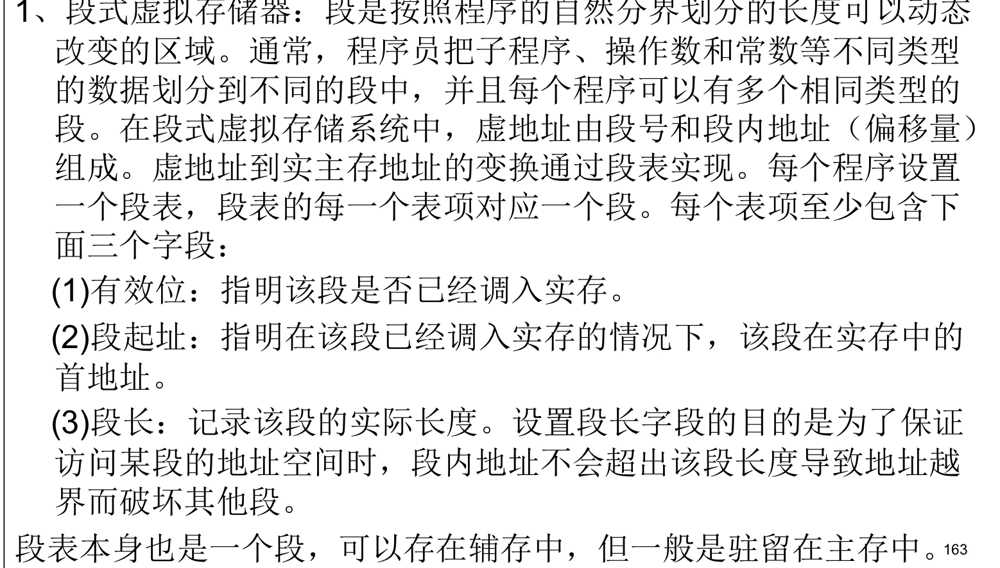 1、段式虚拟存储器：段是按照程序的自然分界划分的长度可以动态
改变的区域。通常，程序员把子程序、操作数和常数等不同类型
的数据划分到不同的段中，并且每个程序可以有多个相同类型的
段。在段式虚拟存储系统中，虚地址由段号和段内地址（偏移量）
组成。虚地址到实主存地址的变换通过段表实现。每个程序设置
一个段表，段表的每一个表项对应一个段。每个表项至少包含下
面三个字段：
(1)有效位：指明该段是否已经调入实存。
(2)段起址：指明在该段已经调入实存的情况下，该段在实存中的
首地址。
(3)段长：记录该段的实际长度。设置段长字段的目的是为了保证
访问某段的地址空间时，段内地址不会超出该段长度导致地址越
界而破坏其他段。
段表本身也是一个段，可以存在辅存中，但一般是驻留在主存中。163